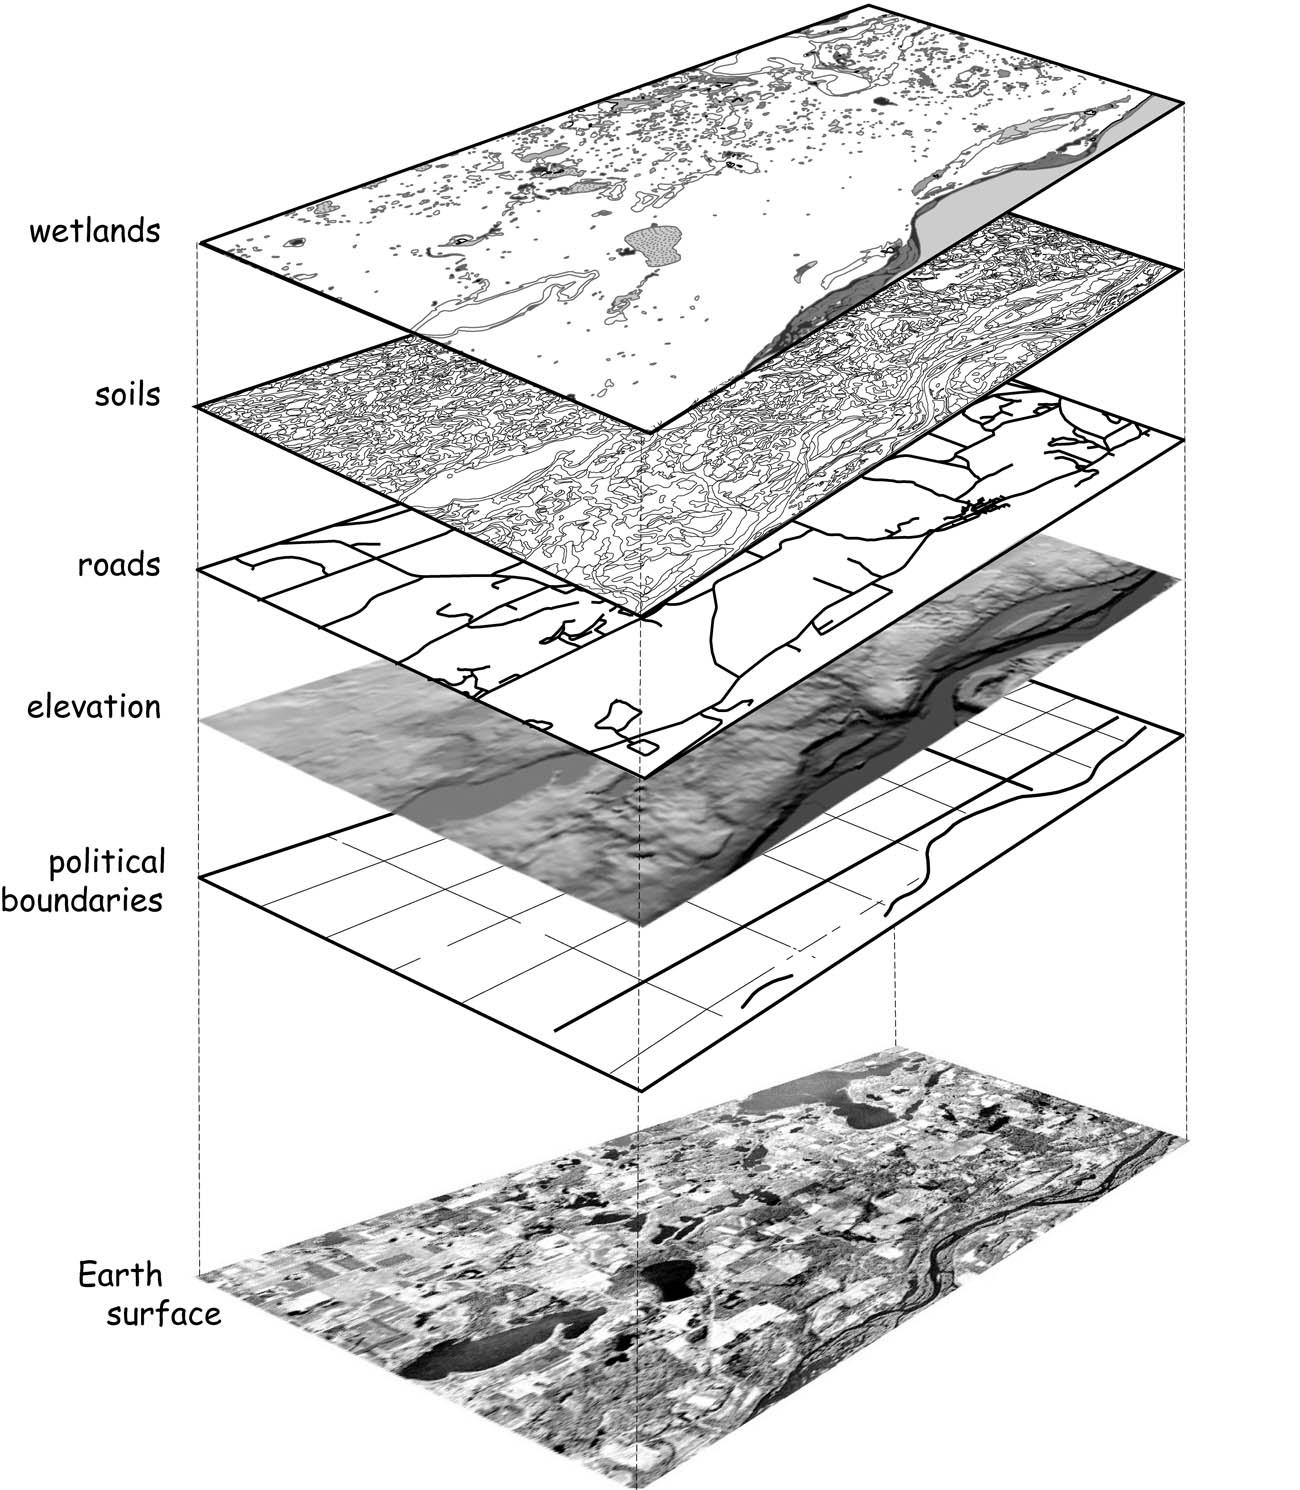 wetlands
soils
roads
elevation
political
boundaries
Earth
surface